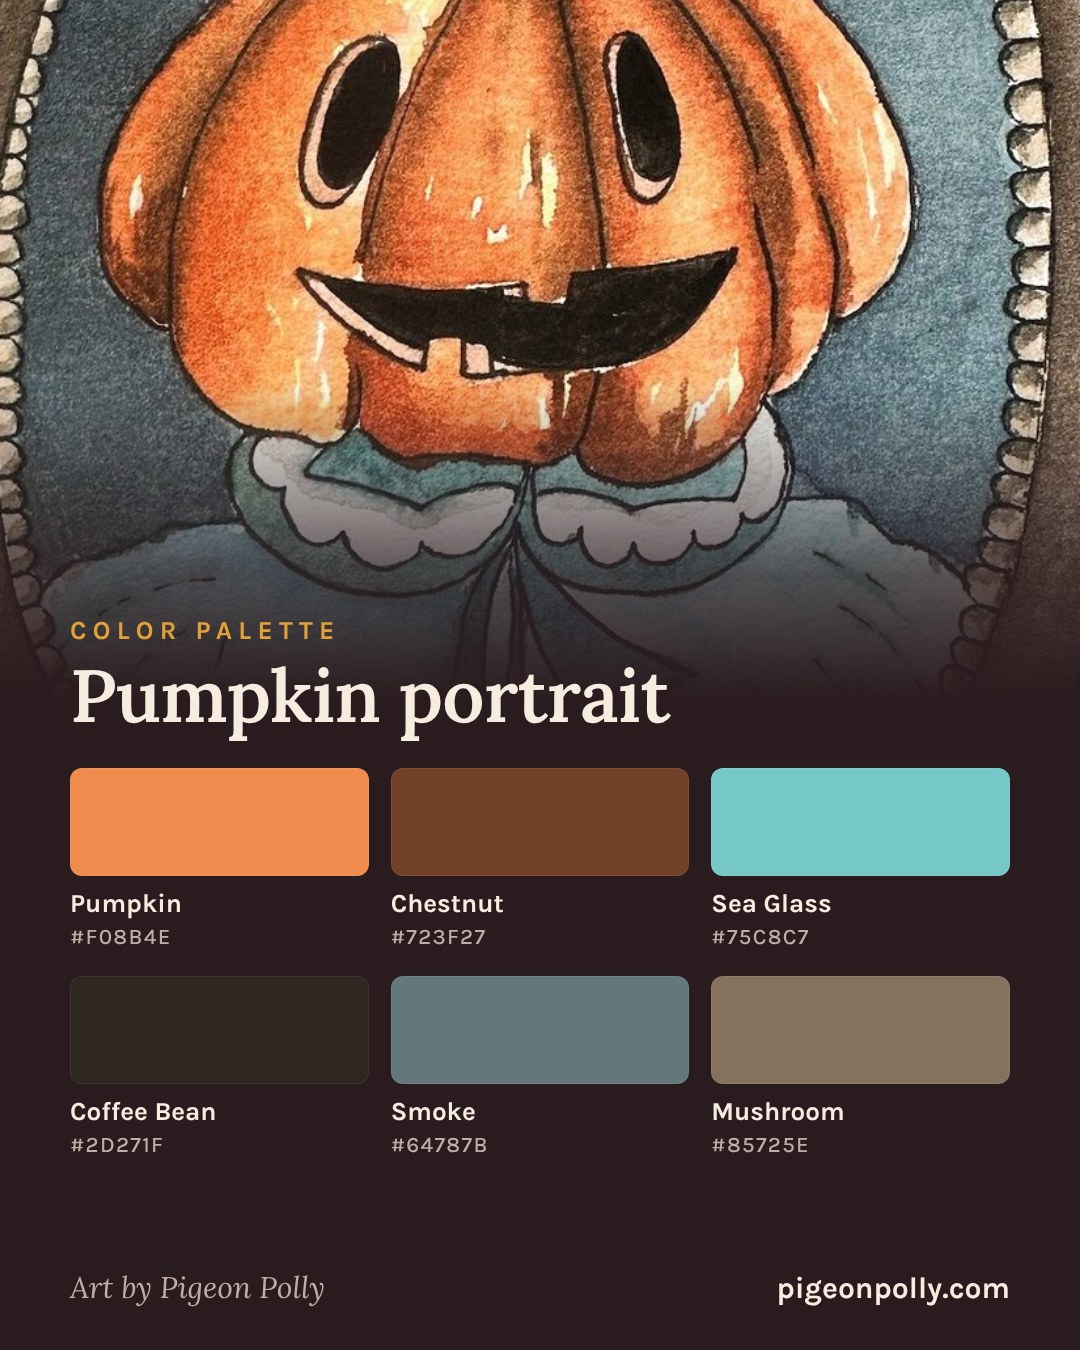 COLOR PALETTE
Pumpkin portrait
Pumpkin
Chestnut
Sea Glass
#F08B4E
#723F27
#75C8C7
Coffee Bean
Smoke
Mushroom
#2D271F
#64787B
#85725E
Art by Pigeon Polly
pigeonpolly.com